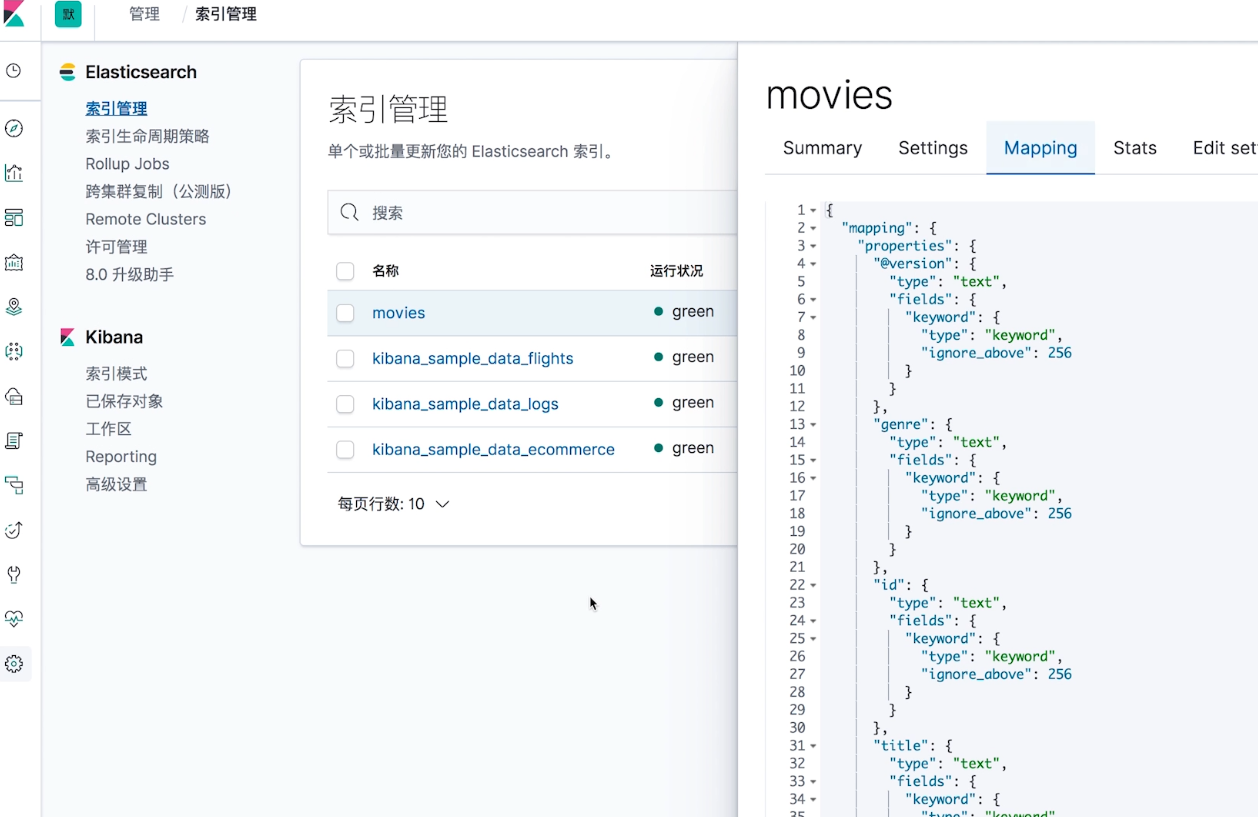 默 管理 / 索引管理
Elasticsearch
索引管理
索引生命周期策略
Rollup Jobs
跨集群复制（公测版）
Remote Clusters
许可管理
8.0 升级助手
Kibana
索引模式
已保存对象
工作区
Reporting
高级设置
索引管理
单个或批量更新您的 Elasticsearch 索引。
搜索
名称 运行状况
movies green
kibana_sample_data_flights green
kibana_sample_data_logs green
kibana_sample_data_ecommerce green
每页行数: 10
movies
Summary Settings Mapping Stats Edit set
1 {
2 "mapping": {
3 "properties": {
4 "@version": {
5 "type": "text",
6 "fields": {
7 "keyword": {
8 "type": "keyword",
9 "ignore_above": 256
10 }
11 }
12 },
13 "genre": {
14 "type": "text",
15 "fields": {
16 "keyword": {
17 "type": "keyword",
18 "ignore_above": 256
19 }
20 }
21 },
22 "id": {
23 "type": "text",
24 "fields": {
25 "keyword": {
26 "type": "keyword",
27 "ignore_above": 256
28 }
29 }
30 },
31 "title": {
32 "type": "text",
33 "fields": {
34 "keyword": {
35 "type": "keyword"